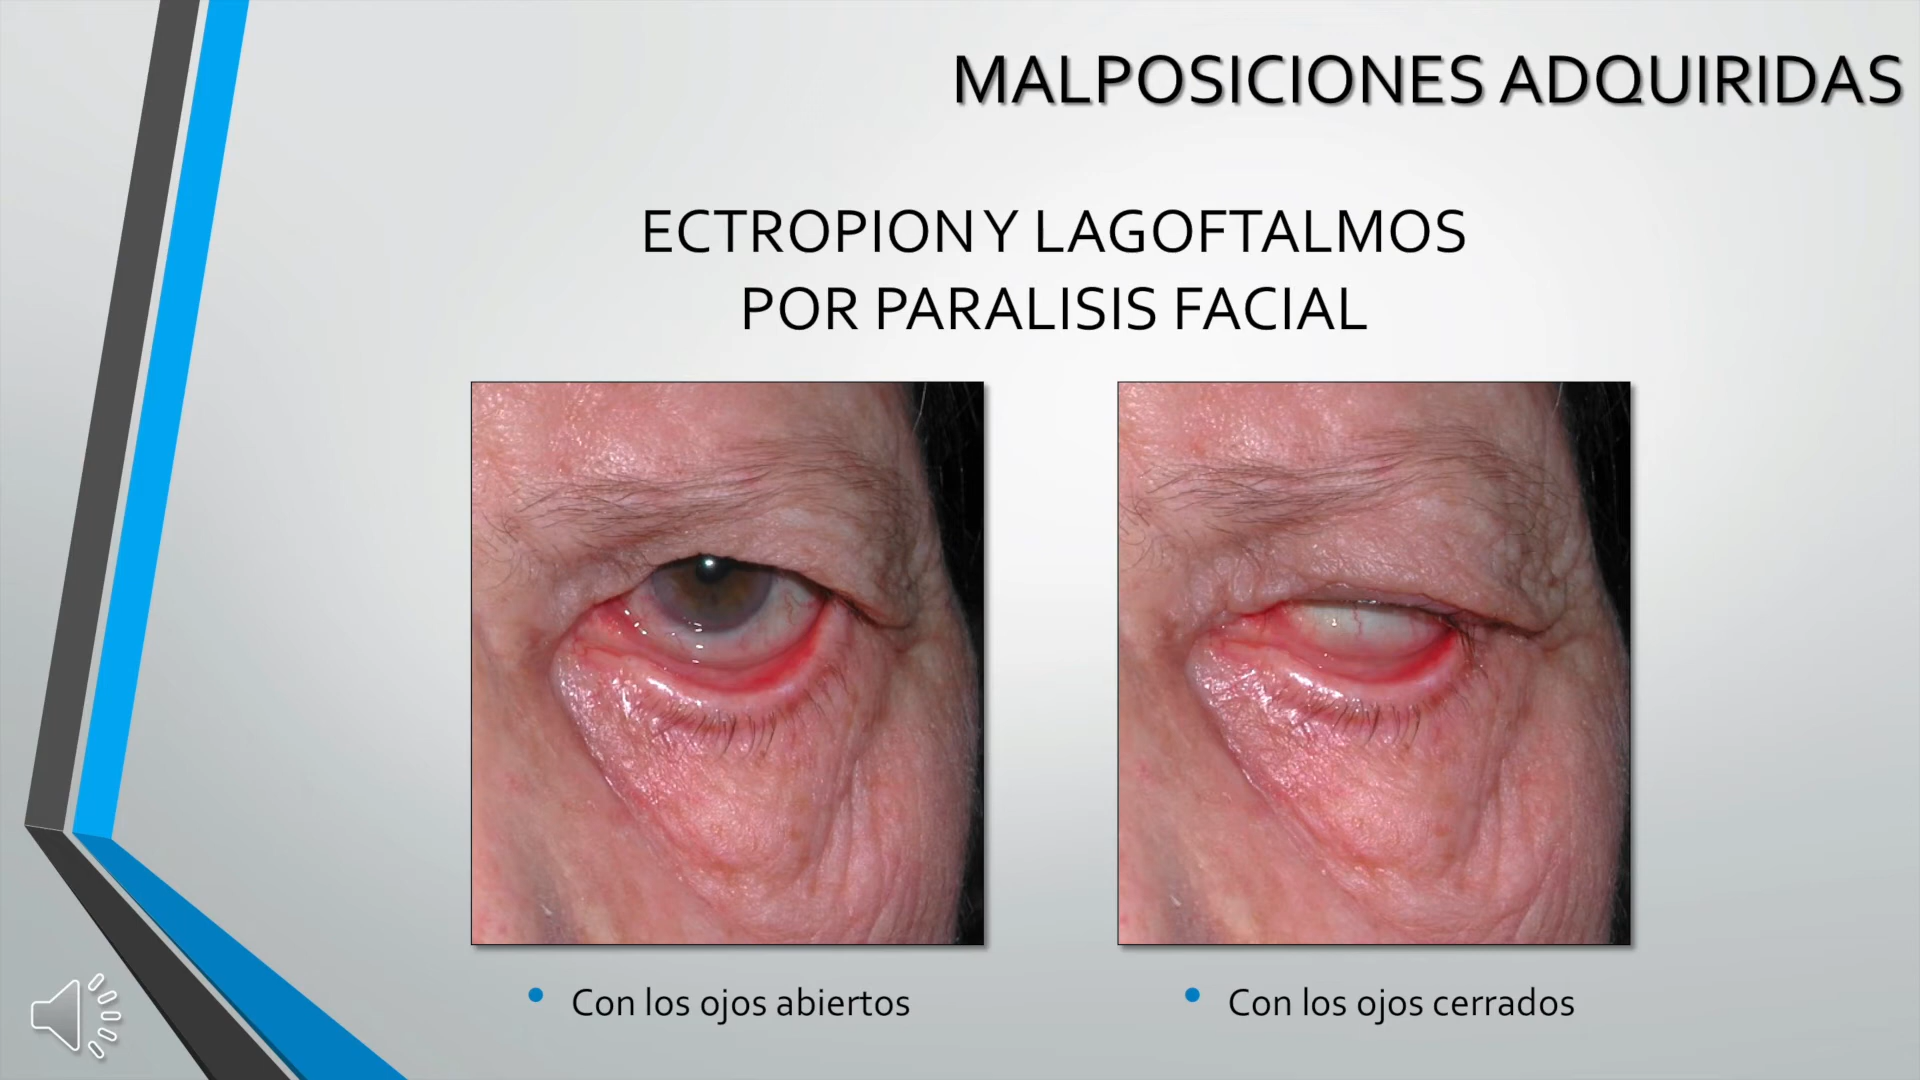 MALPOSICIONES ADQUIRIDAS
ECTROPION Y LAGOFTALMOS
POR PARALISIS FACIAL
Con los ojos abiertos
Con los ojos cerrados